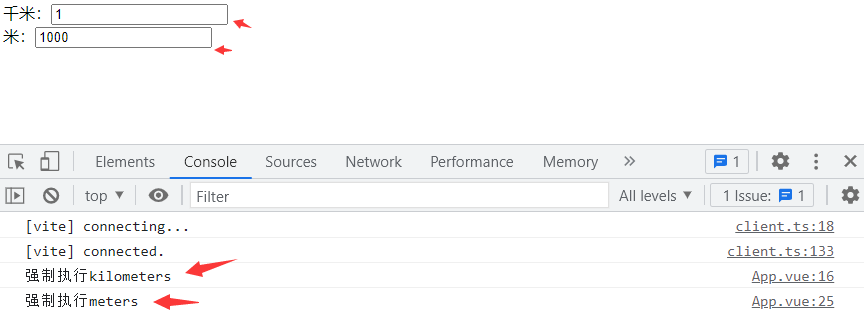 千米: 1
米: 1000
Elements Console Sources Network Performance Memory 1
top Filter All levels 1 Issue: 1
[vite] connecting... client.ts:18
[vite] connected. client.ts:133
强制执行kilometers App.vue:16
强制执行meters App.vue:25